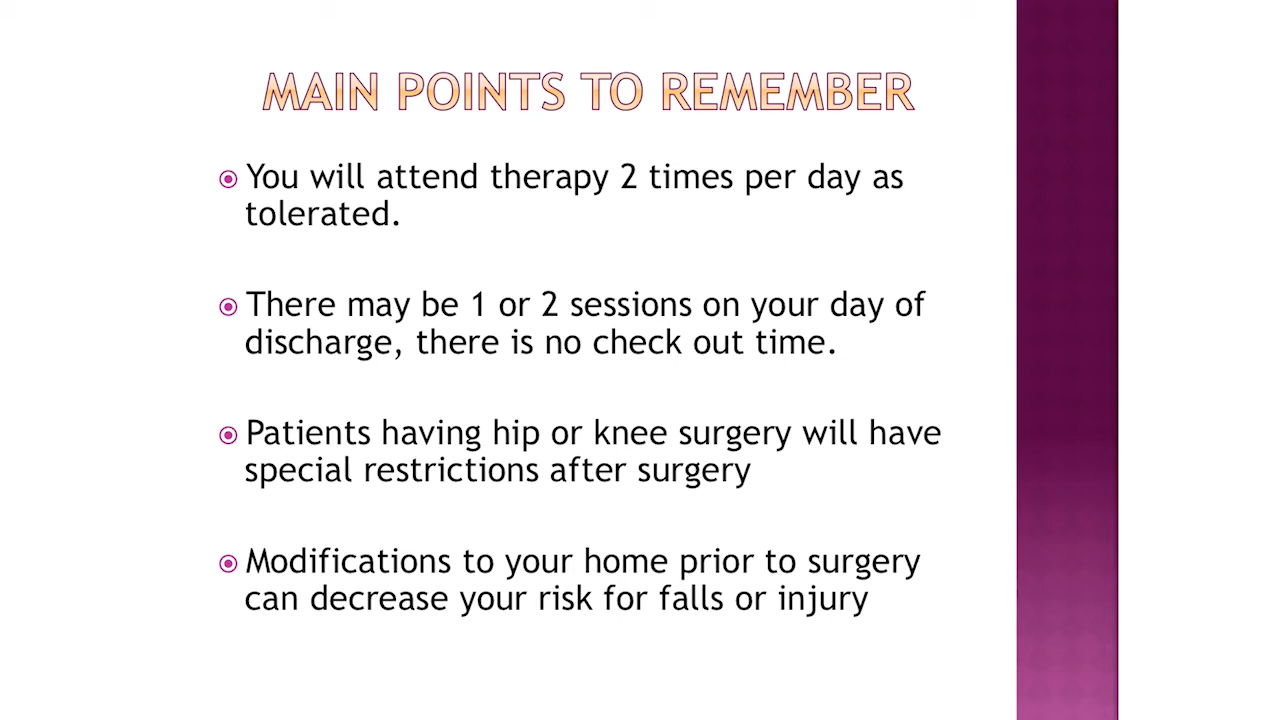 MAIN POINTS TO REMEMBER
You will attend therapy 2 times per day as
tolerated.
There may be 1 or 2 sessions on your day of
discharge, there is no check out time.
Patients having hip or knee surgery will have
special restrictions after surgery
Modifications to your home prior to surgery
can decrease your risk for falls or injury